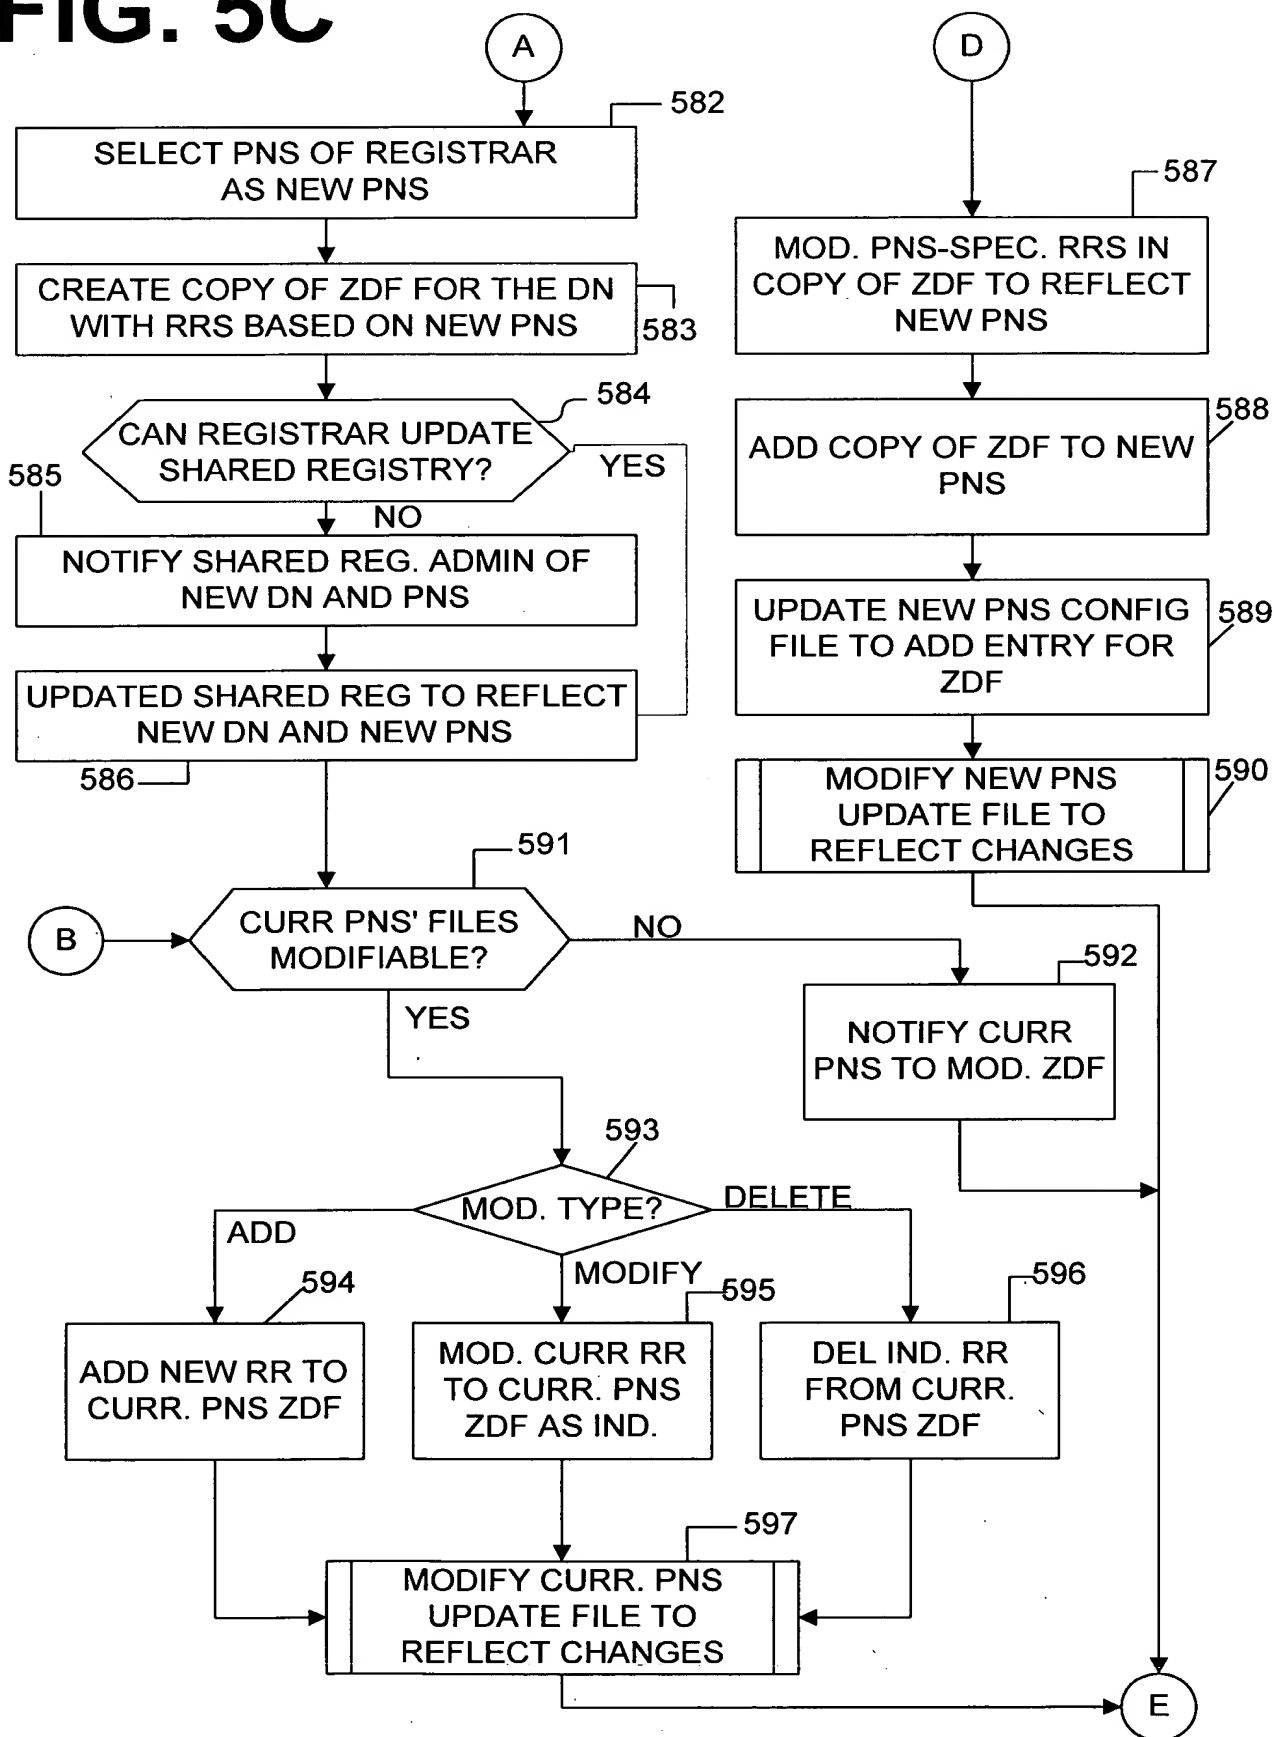 FIG. 5C
A
D
582
SELECT PNS OF REGISTRAR
AS NEW PNS
587
MOD. PNS-SPEC. RRS IN
COPY OF ZDF TO REFLECT
NEW PNS
CREATE COPY OF ZDF FOR THE DN
WITH RRS BASED ON NEW PNS
583
584
CAN REGISTRAR UPDATE
SHARED REGISTRY?
YES
NO
588
ADD COPY OF ZDF TO NEW
PNS
585
NOTIFY SHARED REG. ADMIN OF
NEW DN AND PNS
589
UPDATE NEW PNS CONFIG
FILE TO ADD ENTRY FOR
ZDF
UPDATED SHARED REG TO REFLECT
NEW DN AND NEW PNS
586
590
MODIFY NEW PNS
UPDATE FILE TO
REFLECT CHANGES
591
B
CURR PNS' FILES
MODIFIABLE?
NO
YES
592
NOTIFY CURR
PNS TO MOD. ZDF
593
MOD. TYPE?
ADD
MODIFY
DELETE
594
ADD NEW RR TO
CURR. PNS ZDF
595
MOD. CURR RR
TO CURR. PNS
ZDF AS IND.
596
DEL IND. RR
FROM CURR.
PNS ZDF
597
MODIFY CURR. PNS
UPDATE FILE TO
REFLECT CHANGES
E